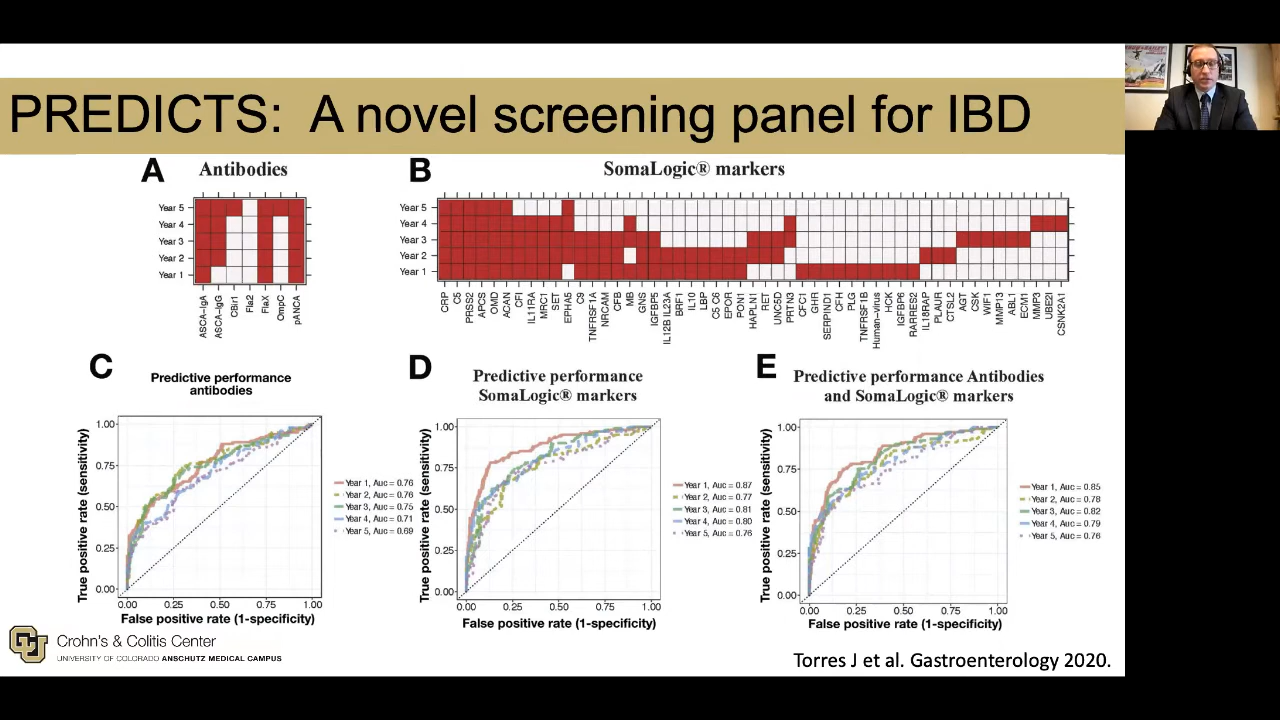 PREDICTS: A novel screening panel for IBD
A
Antibodies
Year 5
Year 4
Year 3
Year 2
Year 1
ASCA-IgA
ASCA-IgG
CBir1
Fla2
FlaX
OmpC
pANCA
B
SomaLogic® markers
Year 5
Year 4
Year 3
Year 2
Year 1
CRP
C5
PRSS2
APCS
OMD
ACAN
CFI
IL11RA
MRC1
SET
EPHA5
C9
TNFRSF1A
NRCAM
CFB
MB
GNS
IGFBP5
IL12B IL23A
BRF1
IL10
LBP
C5 C6
EPOR
PCN1
HAPLN1
RET
UNC5D
PRTN3
CFC1
GHR
SERPIND1
CFH
PLG
TNFRSF1B
Human-virus
HCK
IGFBP6
RARRES2
IL18RAP
PLAUR
CTSL2
AGT
CSK
WIF1
MMP13
ABL1
ECM1
MMP3
UBE2I
CSNK2A1
C
Predictive performance
antibodies
True positive rate (sensitivity)
1.00
0.75
0.50
0.25
0.00
0.00 0.25 0.50 0.75 1.00
False positive rate (1-specificity)
Year 1, Auc = 0.76
Year 2, Auc = 0.76
Year 3, Auc = 0.75
Year 4, Auc = 0.71
Year 5, Auc = 0.69
D
Predictive performance
SomaLogic® markers
True positive rate (sensitivity)
1.00
0.75
0.50
0.25
0.00
0.00 0.25 0.50 0.75 1.00
False positive rate (1-specificity)
Year 1, Auc = 0.87
Year 2, Auc = 0.77
Year 3, Auc = 0.81
Year 4, Auc = 0.80
Year 5, Auc = 0.76
E
Predictive performance Antibodies
and SomaLogic® markers
True positive rate (sensitivity)
1.00
0.75
0.50
0.25
0.00
0.00 0.25 0.50 0.75 1.00
False positive rate (1-specificity)
Year 1, Auc = 0.85
Year 2, Auc = 0.78
Year 3, Auc = 0.82
Year 4, Auc = 0.79
Year 5, Auc = 0.76
CU
Crohn's & Colitis Center
UNIVERSITY OF COLORADO ANSCHUTZ MEDICAL CAMPUS
Torres J et al. Gastroenterology 2020.